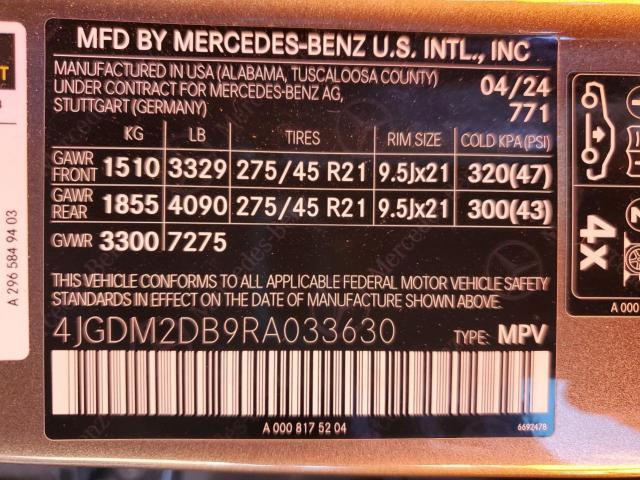 MFD BY MERCEDES-BENZ U.S. INTL., INC
MANUFACTURED IN USA (ALABAMA, TUSCALOOSA COUNTY) 04/24
UNDER CONTRACT FOR MERCEDES-BENZ AG,
STUTTGART (GERMANY) 771
KG LB TIRES RIM SIZE COLD KPA (PSI)
GAWR FRONT 1510 3329 275/45 R21 9.5Jx21 320(47)
GAWR REAR 1855 4090 275/45 R21 9.5Jx21 300(43)
GVWR 3300 7275
THIS VEHICLE CONFORMS TO ALL APPLICABLE FEDERAL MOTOR VEHICLE SAFETY
STANDARDS IN EFFECT ON THE DATE OF MANUFACTURE SHOWN ABOVE.
4JGDM2DB9RA033630 TYPE: MPV
A 000 817 52 04 6692478
A 296 584 94 03
4x
A 000